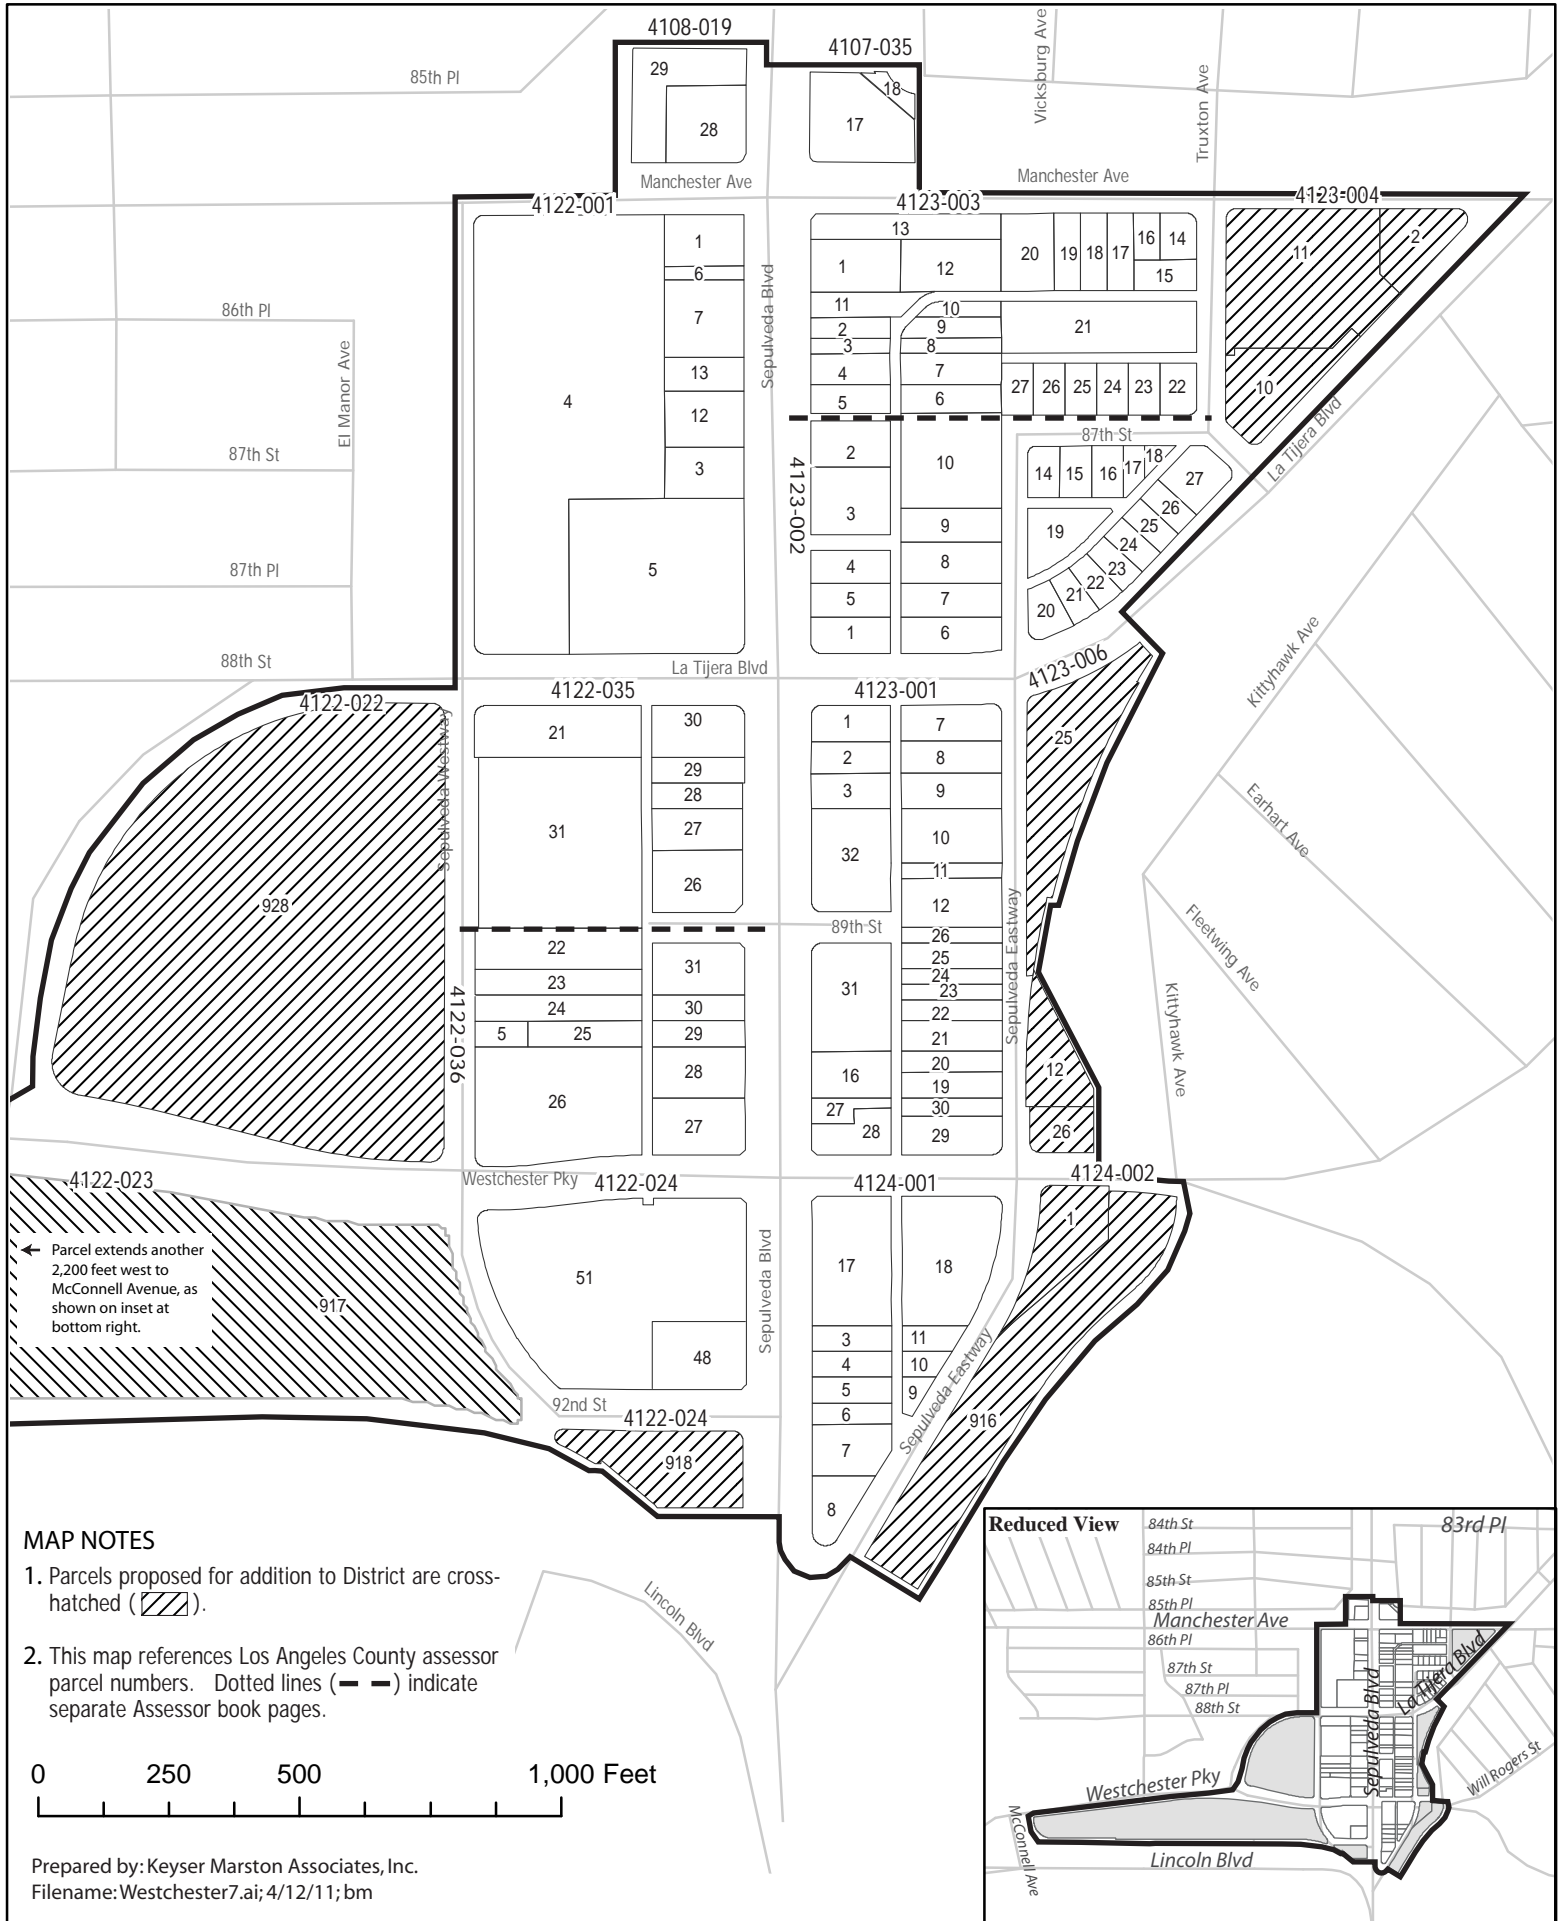 4108-019
4107-035
Vicksburg Ave
Truxton Ave
85th Pl
29
28
17
18
Manchester Ave
Manchester Ave
4122-001
4123-003
4123-004
1
6
7
13
12
3
4
5
Sepulveda Blvd
13
1
12
11
10
2
9
3
8
4
7
5
6
20
19
18
17
16
14
15
21
27
26
25
24
23
22
11
2
10
86th Pl
El Manor Ave
87th St
87th Pl
88th St
87th St
La Tijera Blvd
4123-002
2
3
4
5
1
10
9
8
7
6
14
15
16
17
18
27
19
26
25
24
23
22
21
20
La Tijera Blvd
4123-006
Kittyhawk Ave
4122-022
4122-035
4123-001
Sepulveda Westway
928
21
30
29
28
27
26
31
1
2
3
32
7
8
9
10
11
12
25
Earhart Ave
89th St
Sepulveda Eastway
Fleetwing Ave
Kittyhawk Ave
4122-036
22
23
24
5
25
26
31
30
29
28
27
31
16
27
28
26
25
24
23
22
21
20
19
30
29
12
26
Westchester Pky
4122-023
4122-024
4124-001
4124-002
Parcel extends another
2,200 feet west to
McConnell Avenue, as
shown on inset at
bottom right.
917
51
48
Sepulveda Blvd
17
18
3
11
4
10
5
9
6
7
8
Sepulveda Eastway
1
916
92nd St
4122-024
918
Lincoln Blvd
MAP NOTES
1. Parcels proposed for addition to District are cross-
hatched ( ).
2. This map references Los Angeles County assessor
parcel numbers. Dotted lines (— —) indicate
separate Assessor book pages.
0 250 500 1,000 Feet
Prepared by: Keyser Marston Associates, Inc.
Filename: Westchester7.ai; 4/12/11; bm
Reduced View
84th St
83rd Pl
84th Pl
85th St
85th Pl
Manchester Ave
86th Pl
87th St
87th Pl
88th St
Sepulveda Blvd
La Tijera Blvd
Westchester Pky
Will Rogers St
McConnell Ave
Lincoln Blvd